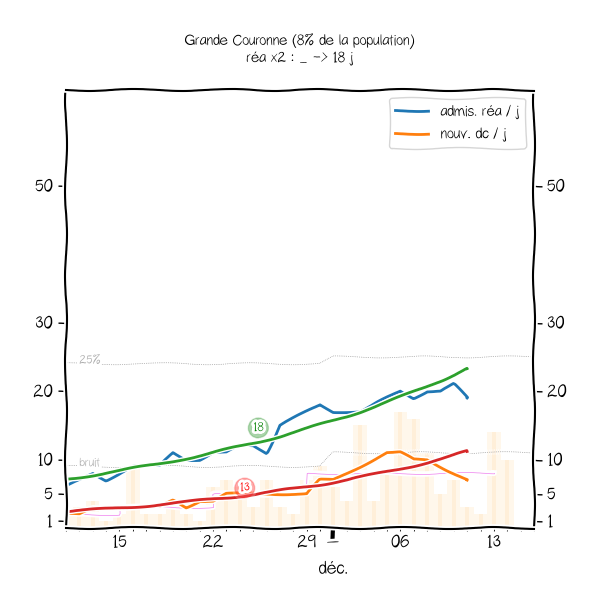 Grande Couronne (8% de la population)
réa x2 : _ -> 18 j
admis. réa / j
nouv. dc / j
50 50
30 30
25%
20 20
18
bruit
10 10
13
5 5
1 1
15 22 29 06 13
déc.